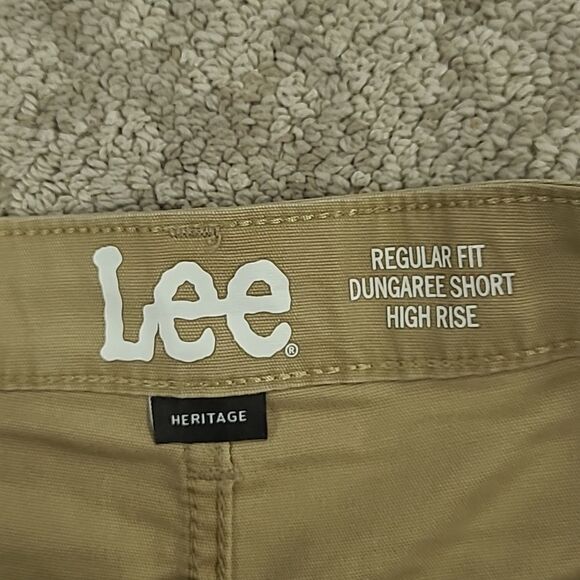 Lee®
REGULAR FIT
DUNGAREE SHORT
HIGH RISE
HERITAGE